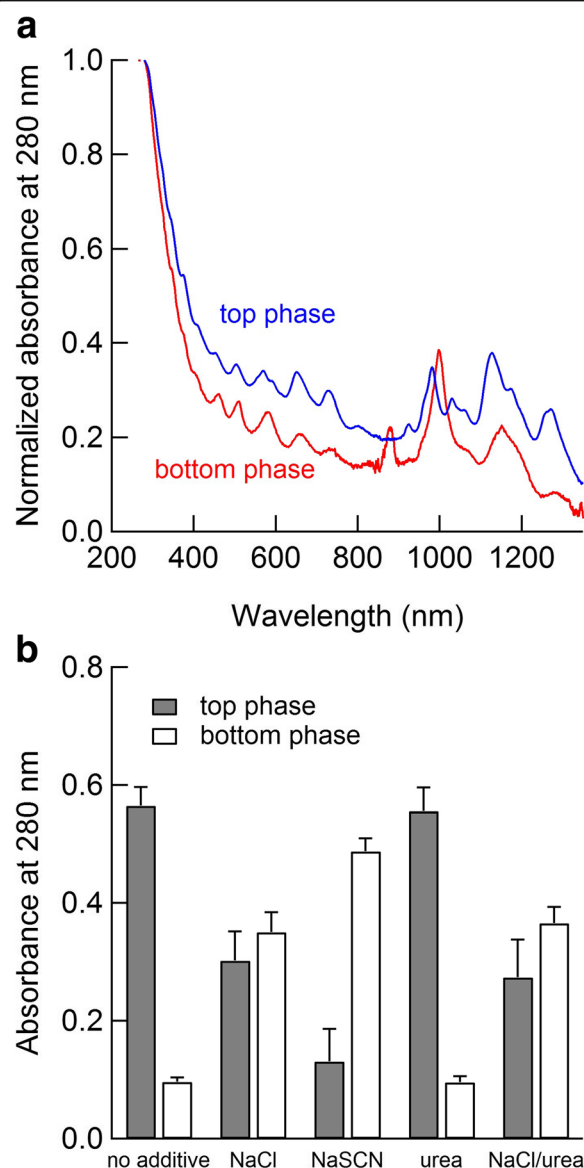 a
Normalized absorbance at 280 nm
1.0
0.8
0.6
0.4
0.2
0.0
top phase
bottom phase
200 400 600 800 1000 1200
Wavelength (nm)
b
Absorbance at 280 nm
0.8
0.6
0.4
0.2
0.0
top phase
bottom phase
no additive NaCl NaSCN urea NaCl/urea